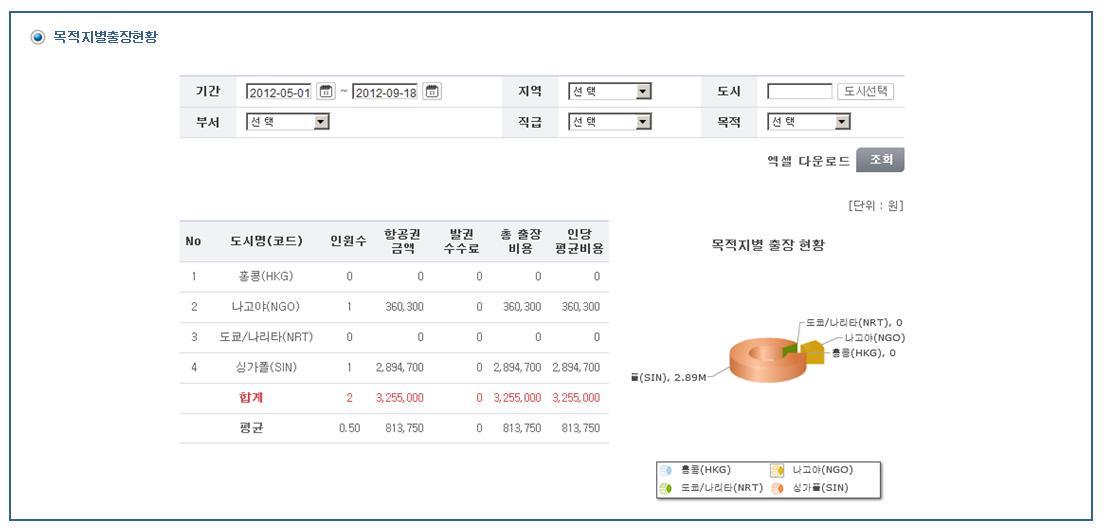 목적지별출장현황
기간 2012-05-01 ~ 2012-09-18 지역 선택 도시 도시선택
부서 선택 직급 선택 목적 선택
엑셀 다운로드 조회
[단위 : 원]
No 도시명(코드) 인원수 항공권 금액 발권 수수료 총 출장 비용 인당 평균비용
1 홍콩(HKG) 0 0 0 0 0
2 나고야(NGO) 1 360,300 0 360,300 360,300
3 도쿄/나리타(NRT) 0 0 0 0 0
4 싱가폴(SIN) 1 2,894,700 0 2,894,700 2,894,700
합계 2 3,255,000 0 3,255,000 3,255,000
평균 0.50 813,750 0 813,750 813,750
목적지별 출장 현황
도쿄/나리타(NRT), 0
나고야(NGO)
홍콩(HKG), 0
폴(SIN), 2.89M
홍콩(HKG) 나고야(NGO)
도쿄/나리타(NRT) 싱가폴(SIN)